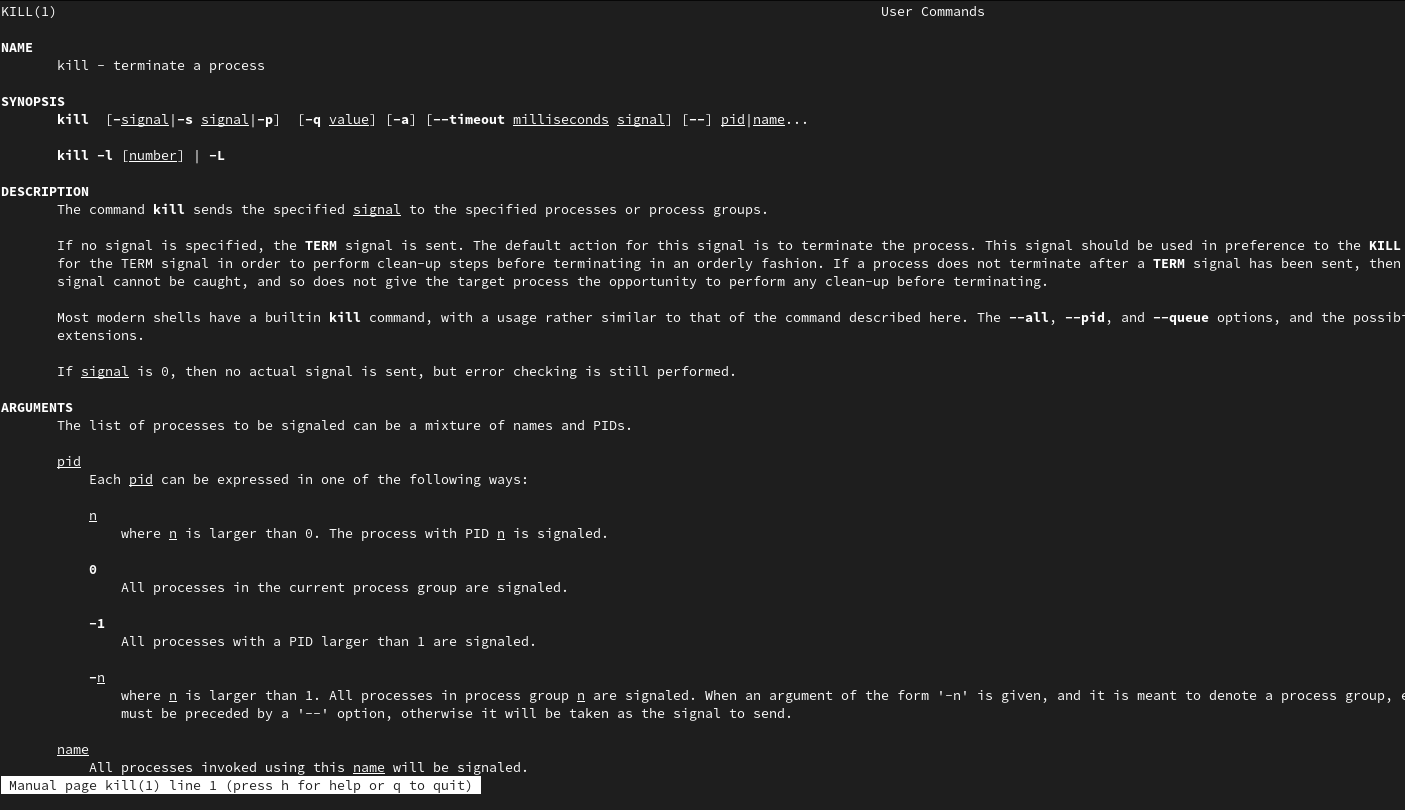 KILL(1) User Commands
NAME
kill - terminate a process
SYNOPSIS
kill [-signal|-s signal|-p] [-q value] [-a] [--timeout milliseconds signal] [--] pid|name...
kill -l [number] | -L
DESCRIPTION
The command kill sends the specified signal to the specified processes or process groups.
If no signal is specified, the TERM signal is sent. The default action for this signal is to terminate the process. This signal should be used in preference to the KILL
for the TERM signal in order to perform clean-up steps before terminating in an orderly fashion. If a process does not terminate after a TERM signal has been sent, then
signal cannot be caught, and so does not give the target process the opportunity to perform any clean-up before terminating.
Most modern shells have a builtin kill command, with a usage rather similar to that of the command described here. The --all, --pid, and --queue options, and the possibi
extensions.
If signal is 0, then no actual signal is sent, but error checking is still performed.
ARGUMENTS
The list of processes to be signaled can be a mixture of names and PIDs.
pid
Each pid can be expressed in one of the following ways:
n
where n is larger than 0. The process with PID n is signaled.
0
All processes in the current process group are signaled.
-1
All processes with a PID larger than 1 are signaled.
-n
where n is larger than 1. All processes in process group n are signaled. When an argument of the form '-n' is given, and it is meant to denote a process group, e
must be preceded by a '--' option, otherwise it will be taken as the signal to send.
name
All processes invoked using this name will be signaled.
Manual page kill(1) line 1 (press h for help or q to quit)